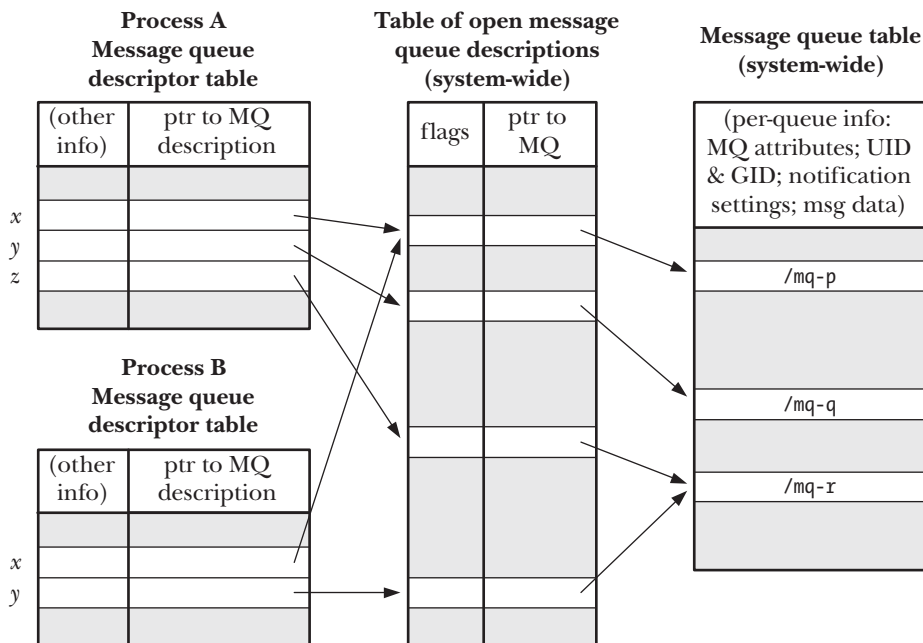 Process A
Message queue
descriptor table
(other
info)
ptr to MQ
description
x
y
z
Process B
Message queue
descriptor table
(other
info)
ptr to MQ
description
x
y
Table of open message
queue descriptions
(system-wide)
flags
ptr to
MQ
Message queue table
(system-wide)
(per-queue info:
MQ attributes; UID
& GID; notification
settings; msg data)
/mq-p
/mq-q
/mq-r